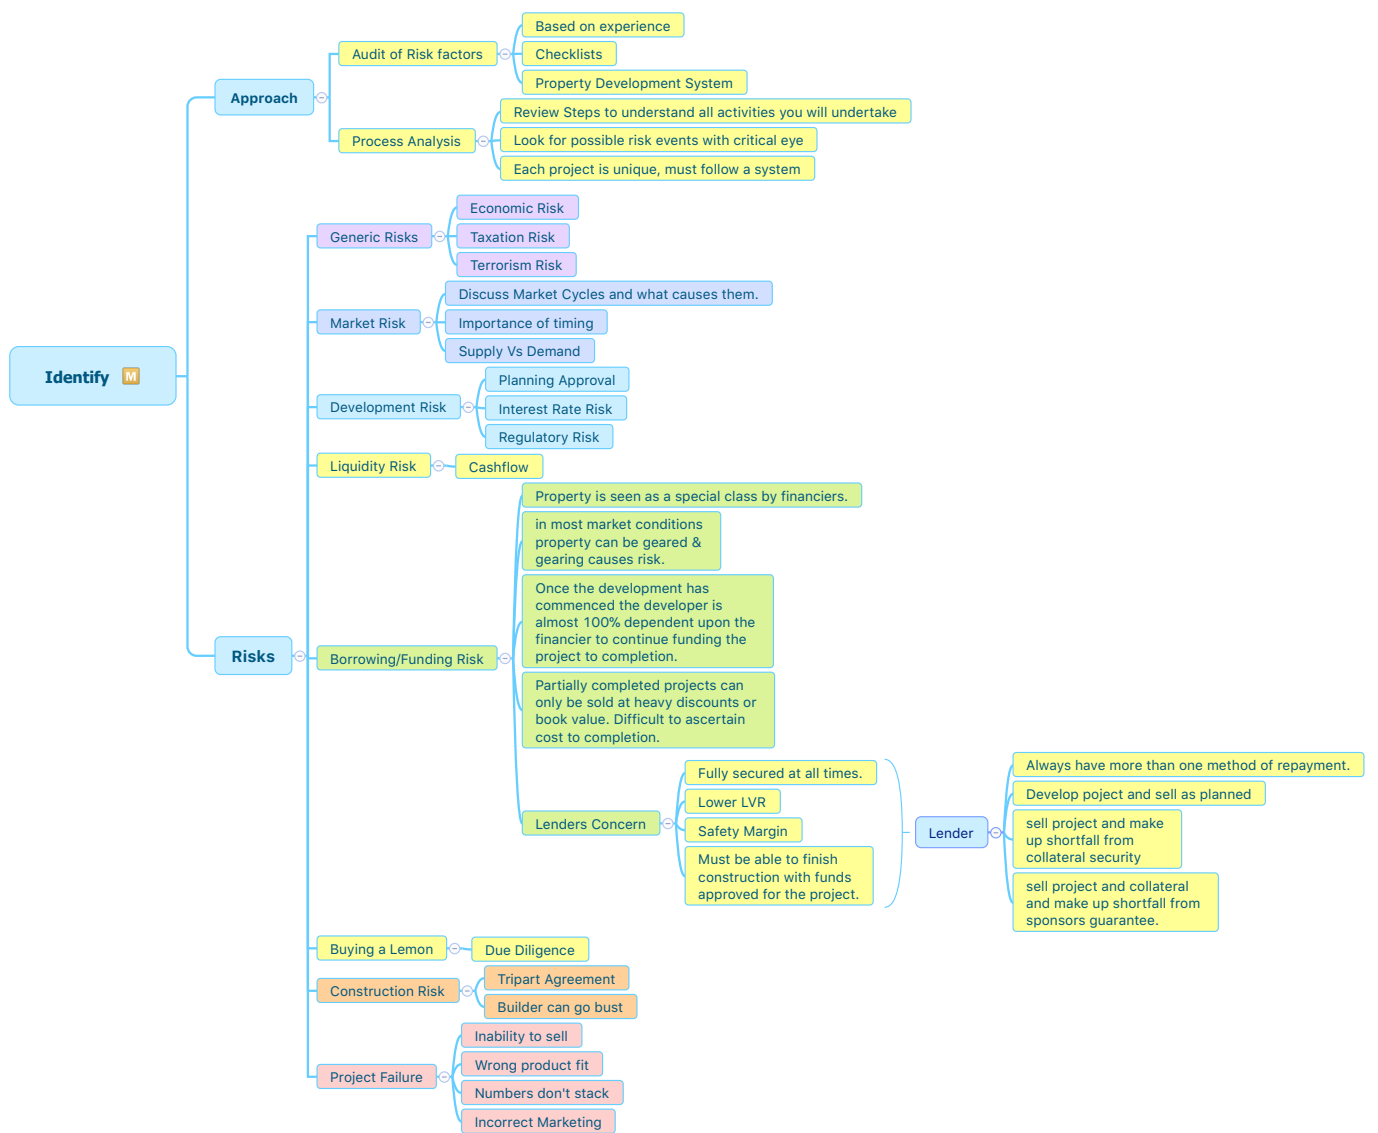 Based on experience
Audit of Risk factors
Checklists
Property Development System
Approach
Review Steps to understand all activities you will undertake
Process Analysis
Look for possible risk events with critical eye
Each project is unique, must follow a system
Economic Risk
Generic Risks
Taxation Risk
Terrorism Risk
Discuss Market Cycles and what causes them.
Market Risk
Importance of timing
Supply Vs Demand
Identify M
Planning Approval
Development Risk
Interest Rate Risk
Regulatory Risk
Liquidity Risk
Cashflow
Property is seen as a special class by financiers.
in most market conditions
property can be geared &
gearing causes risk.
Once the development has
commenced the developer is
almost 100% dependent upon the
financier to continue funding the
project to completion.
Risks
Borrowing/Funding Risk
Partially completed projects can
only be sold at heavy discounts or
book value. Difficult to ascertain
cost to completion.
Lenders Concern
Fully secured at all times.
Lower LVR
Safety Margin
Must be able to finish
construction with funds
approved for the project.
Lender
Always have more than one method of repayment.
Develop poject and sell as planned
sell project and make
up shortfall from
collateral security
sell project and collateral
and make up shortfall from
sponsors guarantee.
Buying a Lemon
Due Diligence
Construction Risk
Tripart Agreement
Builder can go bust
Project Failure
Inability to sell
Wrong product fit
Numbers don't stack
Incorrect Marketing